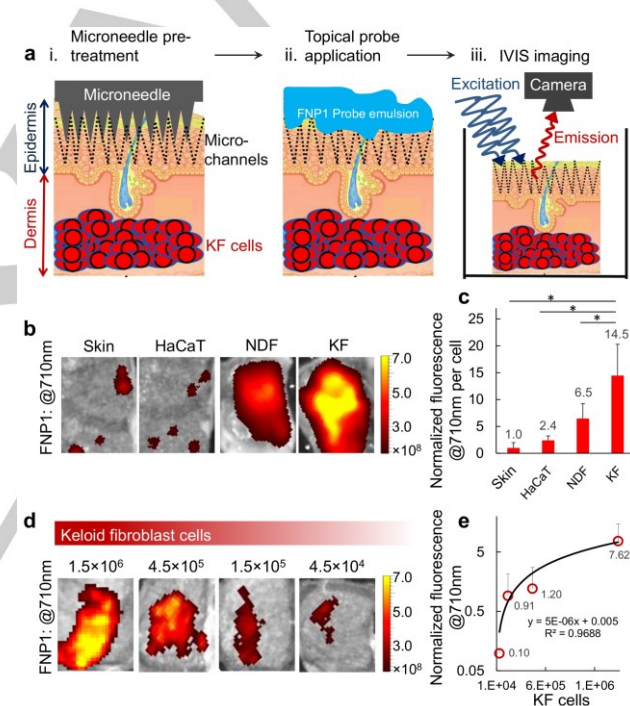 a i. Microneedle pre-treatment
ii. Topical probe application
iii. IVIS imaging
Microneedle
FNP1 Probe emulsion
Excitation
Camera
Emission
Epidermis
Micro-channels
Dermis
KF cells
b
Skin HaCaT NDF KF
FNP1: @710nm
7.0
5.0
3.0
×10⁸
c
Normalized fluorescence @710nm per cell
* * *
25
20
15
10
5
0
1.0
2.4
6.5
14.5
Skin HaCaT NDF KF
d
Keloid fibroblast cells
1.5×10⁶ 4.5×10⁵ 1.5×10⁵ 4.5×10⁴
FNP1: @710nm
7.0
5.0
3.0
×10⁸
e
Normalized fluorescence @710nm
5
0.5
0.05
7.62
1.20
0.91
0.10
y = 5E-06x + 0.005
R² = 0.9688
1.E+04 6.E+05 1.E+06
KF cells